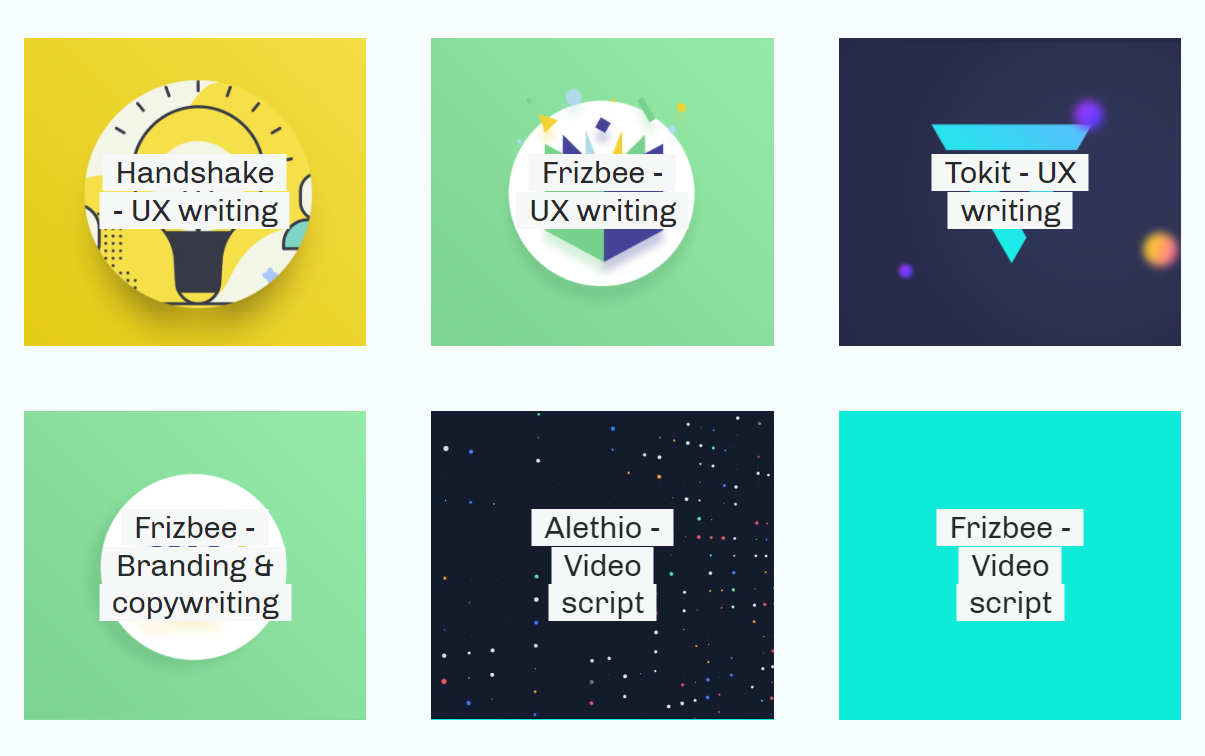 Handshake
- UX writing
Frizbee -
UX writing
Tokit - UX
writing
Frizbee -
Branding &
copywriting
Alethio -
Video
script
Frizbee -
Video
script